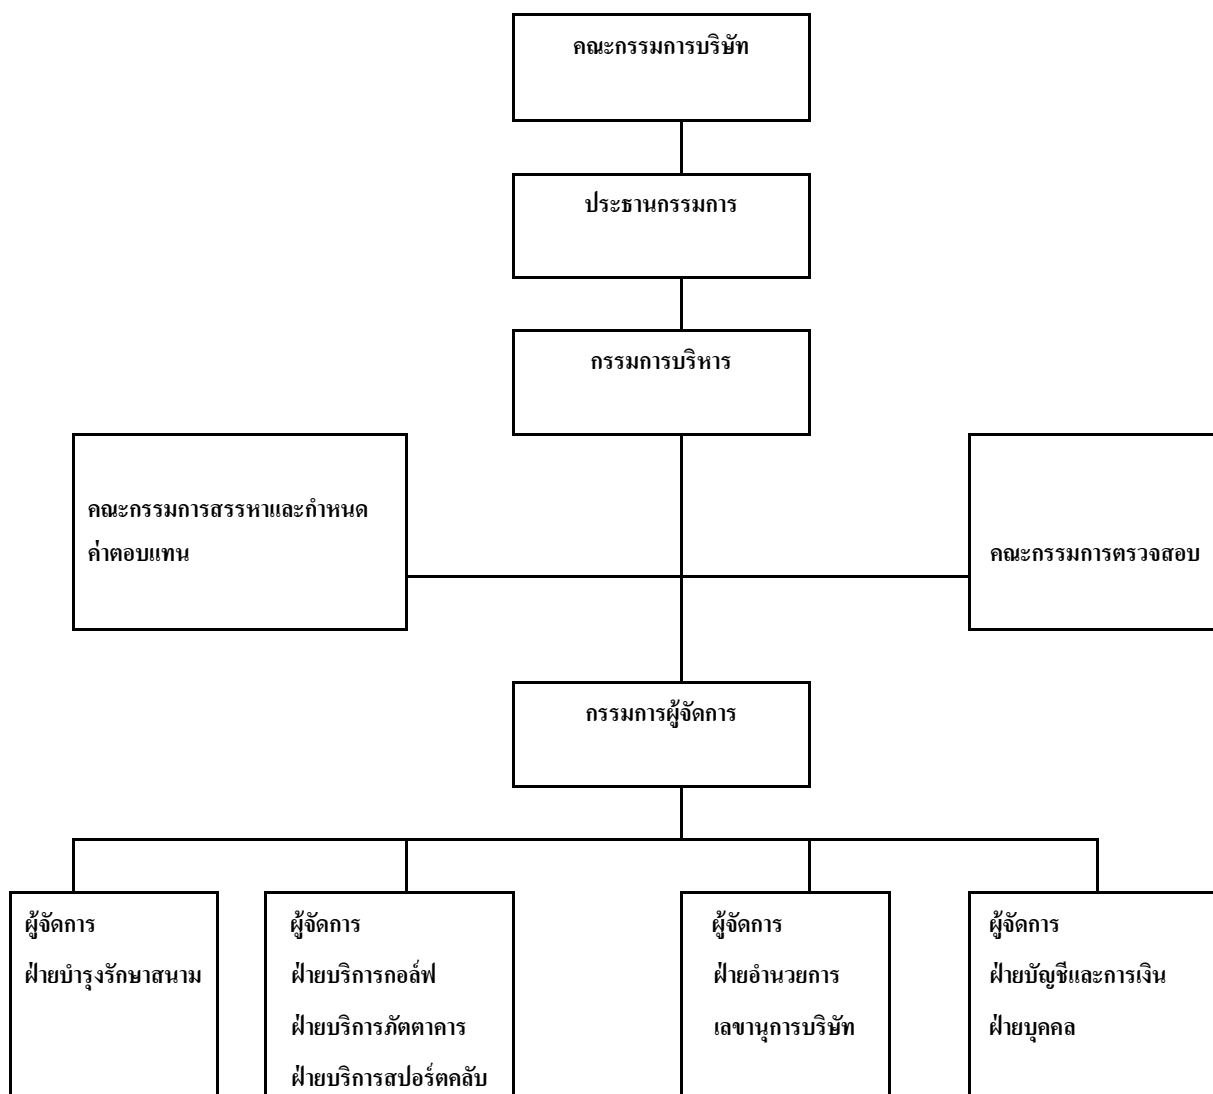 คณะกรรมการบริษัท
ประธานกรรมการ
กรรมการบริหาร
คณะกรรมการสรรหาและกำหนด
ค่าตอบแทน
คณะกรรมการตรวจสอบ
กรรมการผู้จัดการ
ผู้จัดการ
ฝ่ายบำรุงรักษาสนาม
ผู้จัดการ
ฝ่ายบริการกอล์ฟ
ฝ่ายบริการภัตตาคาร
ฝ่ายบริการสปอร์ตคลับ
ผู้จัดการ
ฝ่ายอำนวยการ
เลขานุการบริษัท
ผู้จัดการ
ฝ่ายบัญชีและการเงิน
ฝ่ายบุคคล